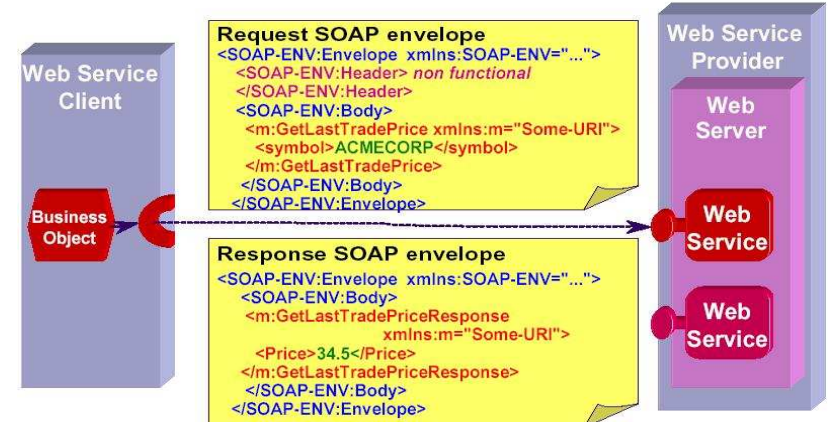 Web Service
Client
Business
Object
Request SOAP envelope
<SOAP-ENV:Envelope xmlns:SOAP-ENV="...">
<SOAP-ENV:Header> non functional
</SOAP-ENV:Header>
<SOAP-ENV:Body>
<m:GetLastTradePrice xmlns:m="Some-URI">
<symbol>ACMECORP</symbol>
</m:GetLastTradePrice>
</SOAP-ENV:Body>
</SOAP-ENV:Envelope>
Response SOAP envelope
<SOAP-ENV:Envelope xmlns:SOAP-ENV="...">
<SOAP-ENV:Body>
<m:GetLastTradePriceResponse
xmlns:m="Some-URI">
<Price>34.5</Price>
</m:GetLastTradePriceResponse>
</SOAP-ENV:Body>
</SOAP-ENV:Envelope>
Web Service
Provider
Web
Server
Web
Service
Web
Service